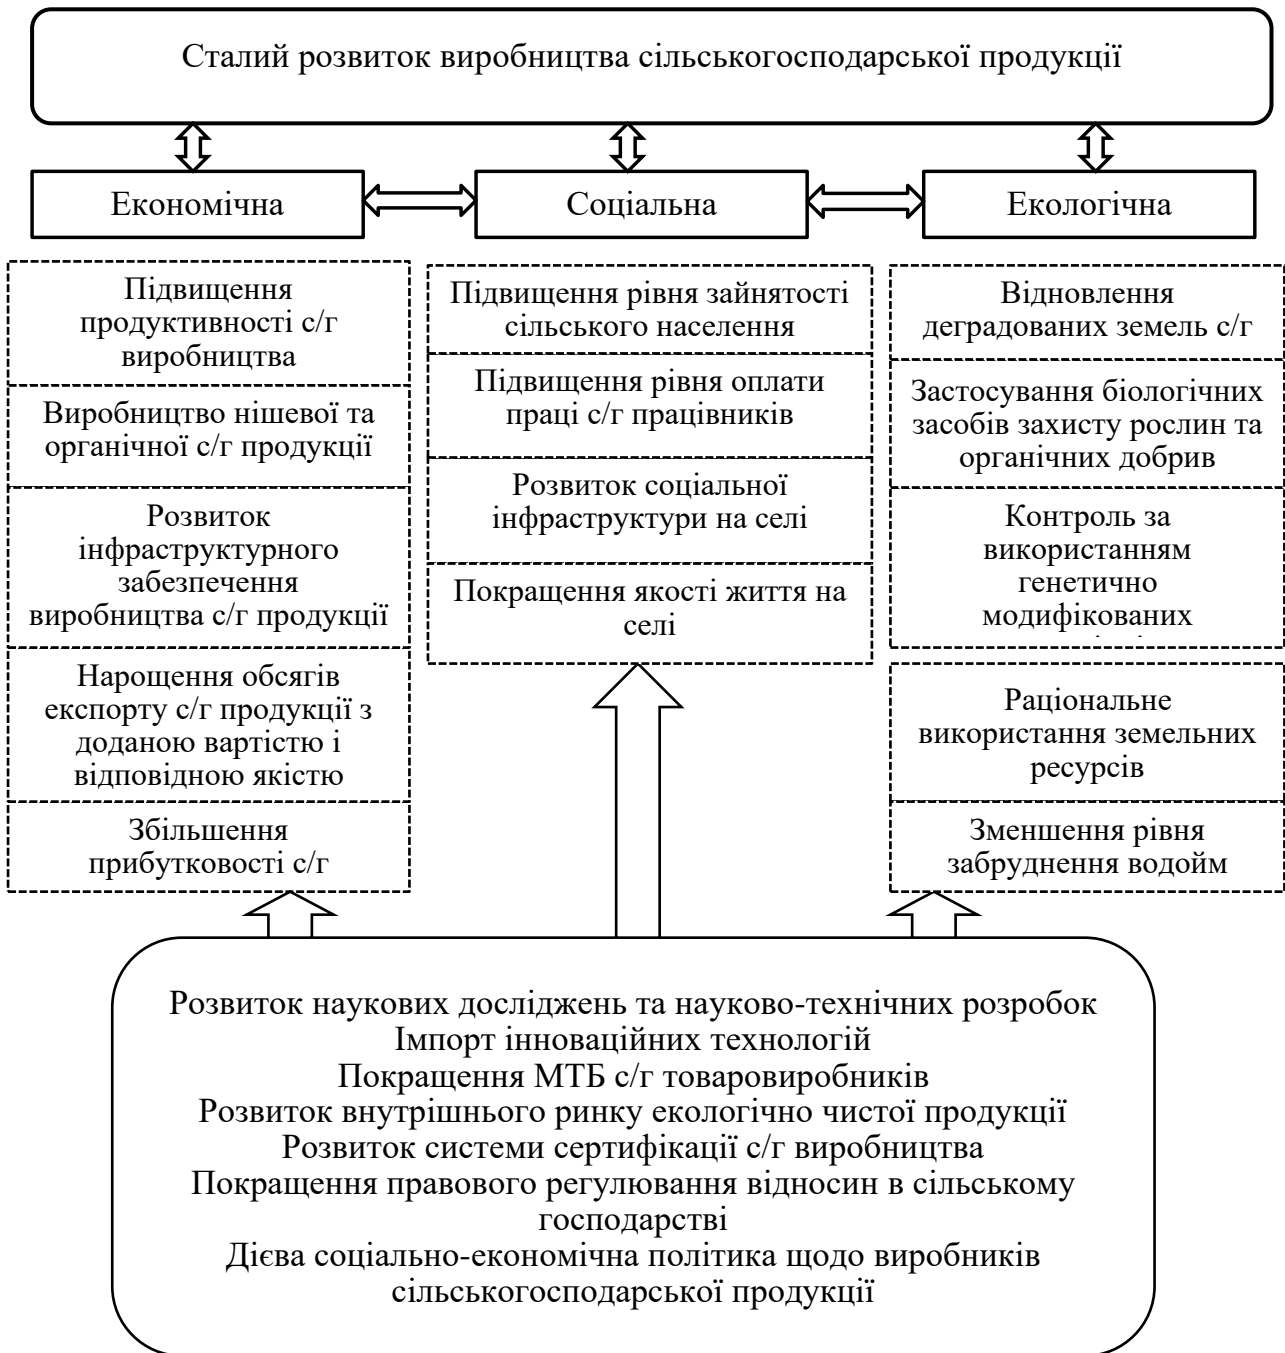 Сталий розвиток виробництва сільськогосподарської продукції
Економічна
Соціальна
Екологічна
Підвищення
продуктивності с/г
виробництва
Виробництво нішевої та
органічної с/г продукції
Розвиток
інфраструктурного
забезпечення
виробництва с/г продукції
Нарощення обсягів
експорту с/г продукції з
доданою вартістю і
відповідною якістю
Збільшення
прибутковості с/г
Підвищення рівня зайнятості
сільського населення
Підвищення рівня оплати
праці с/г працівників
Розвиток соціальної
інфраструктури на селі
Покращення якості життя на
селі
Відновлення
деградованих земель с/г
Застосування біологічних
засобів захисту рослин та
органічних добрив
Контроль за
використанням
генетично
модифікованих
Раціональне
використання земельних
ресурсів
Зменшення рівня
забруднення водойм
Розвиток наукових досліджень та науково-технічних розробок
Імпорт інноваційних технологій
Покращення МТБ с/г товаровиробників
Розвиток внутрішнього ринку екологічно чистої продукції
Розвиток системи сертифікації с/г виробництва
Покращення правового регулювання відносин в сільському
господарстві
Дієва соціально-економічна політика щодо виробників
сільськогосподарської продукції